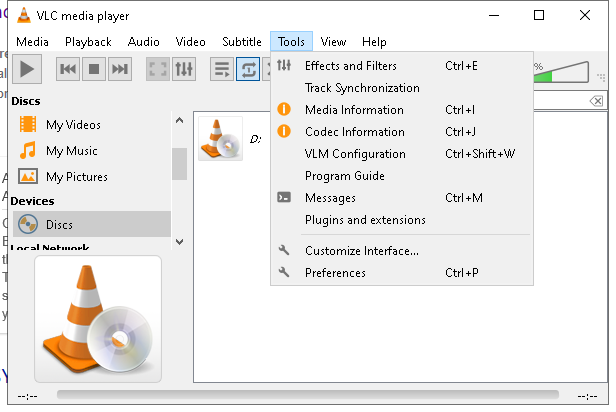 VLC media player
Media Playback Audio Video Subtitle Tools View Help
%
Discs
My Videos
My Music
My Pictures
Devices
Discs
Local Network
D:
Effects and Filters Ctrl+E
Track Synchronization
Media Information Ctrl+I
Codec Information Ctrl+J
VLM Configuration Ctrl+Shift+W
Program Guide
Messages Ctrl+M
Plugins and extensions
Customize Interface...
Preferences Ctrl+P
--:-- --:--